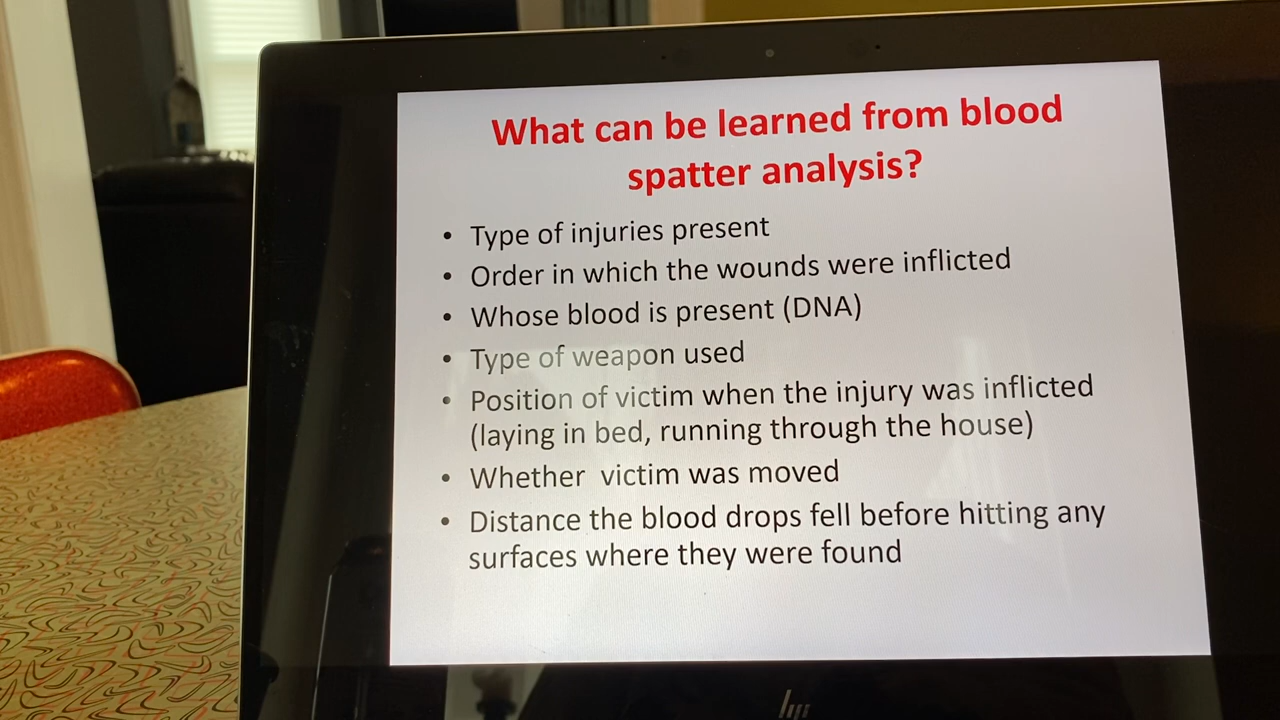 What can be learned from blood
spatter analysis?
• Type of injuries present
• Order in which the wounds were inflicted
• Whose blood is present (DNA)
• Type of weapon used
• Position of victim when the injury was inflicted
(laying in bed, running through the house)
• Whether  victim was moved
• Distance the blood drops fell before hitting any
surfaces where they were found
hp